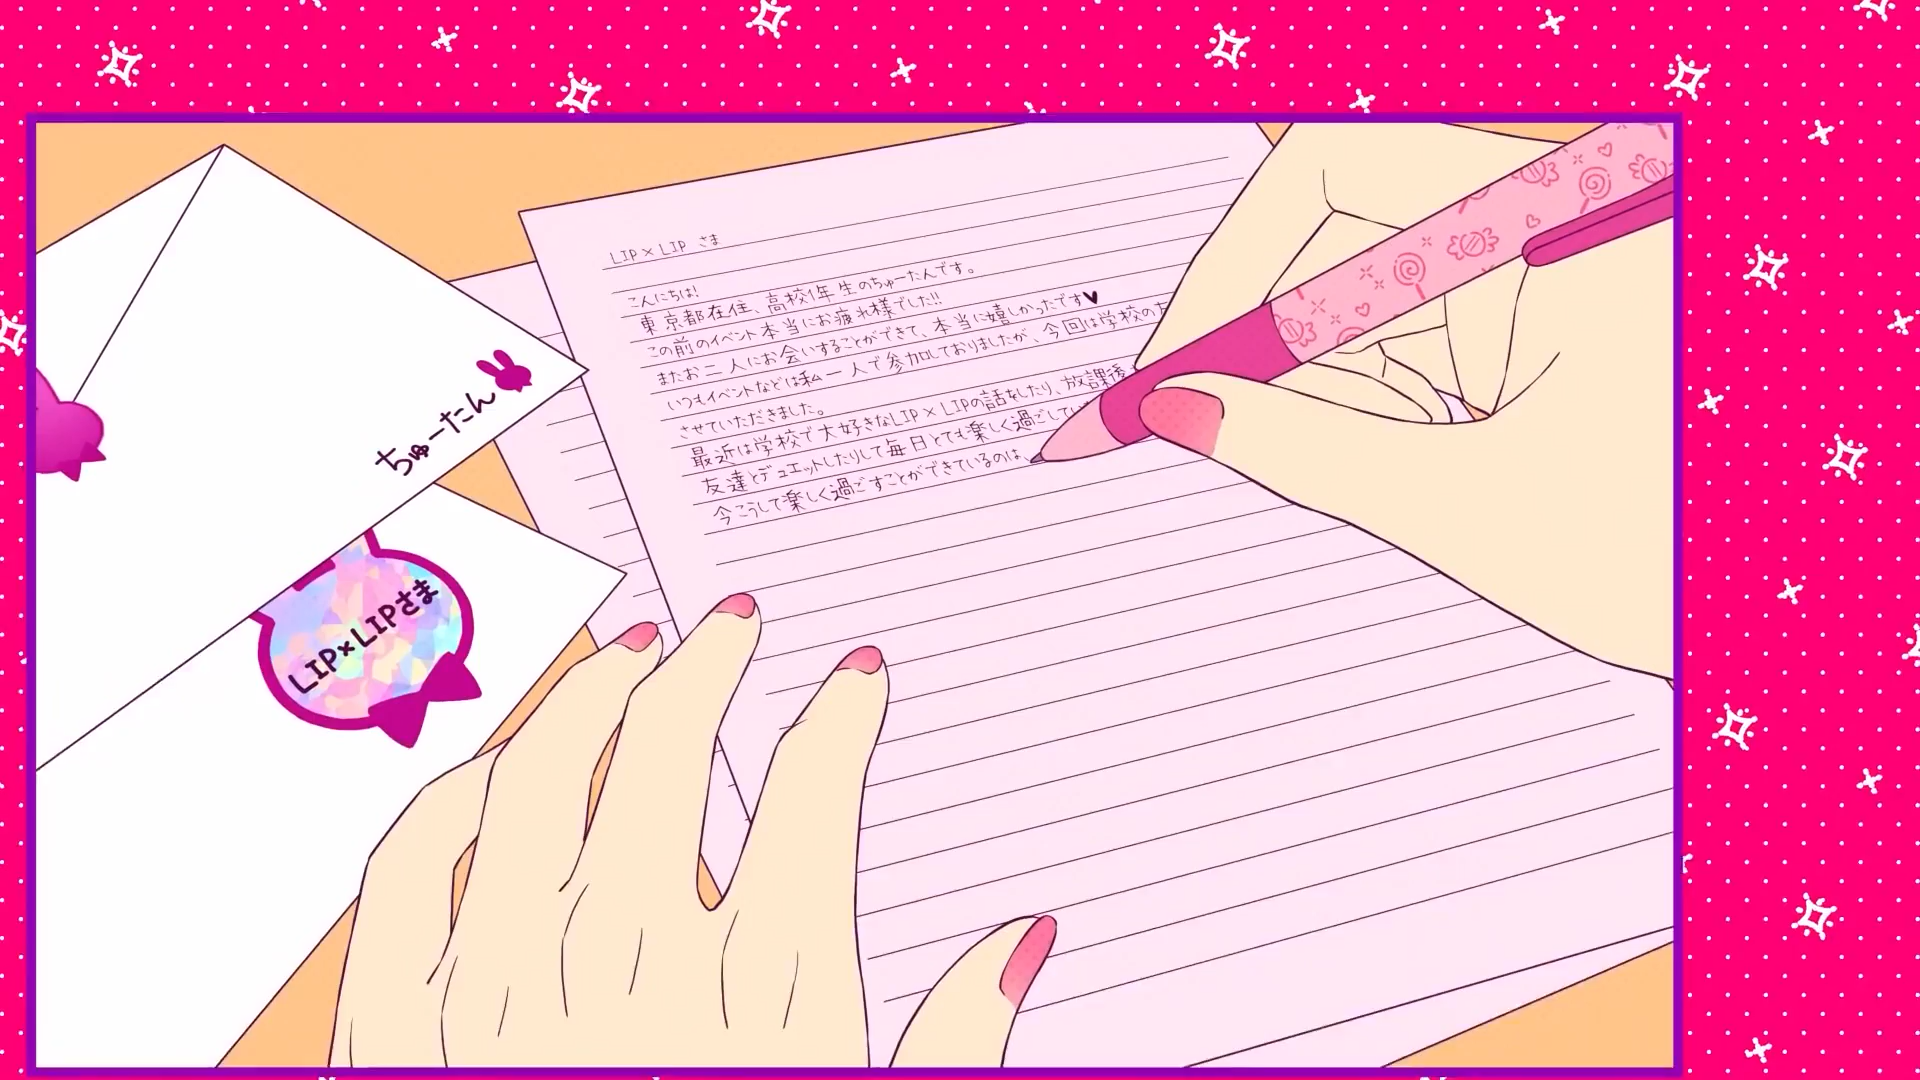 LIP×LIP さま
こんにちは!
東京都在住、高校1年生のちゅーたんです。
この前のイベント本当にお疲れ様でした!!
またお二人にお会いすることができて、本当に嬉しかったです♥
いつもイベントなどは私一人で参加しておりましたが、今回は学校の
させていただきました。
最近は学校で大好きなLIP×LIPの話をしたり、放課後
友達とデュエットしたりして毎日とても楽しく過ごして
今こうして楽しく過ごすことができているのは、
ちゅーたん
LIP×LIPさま